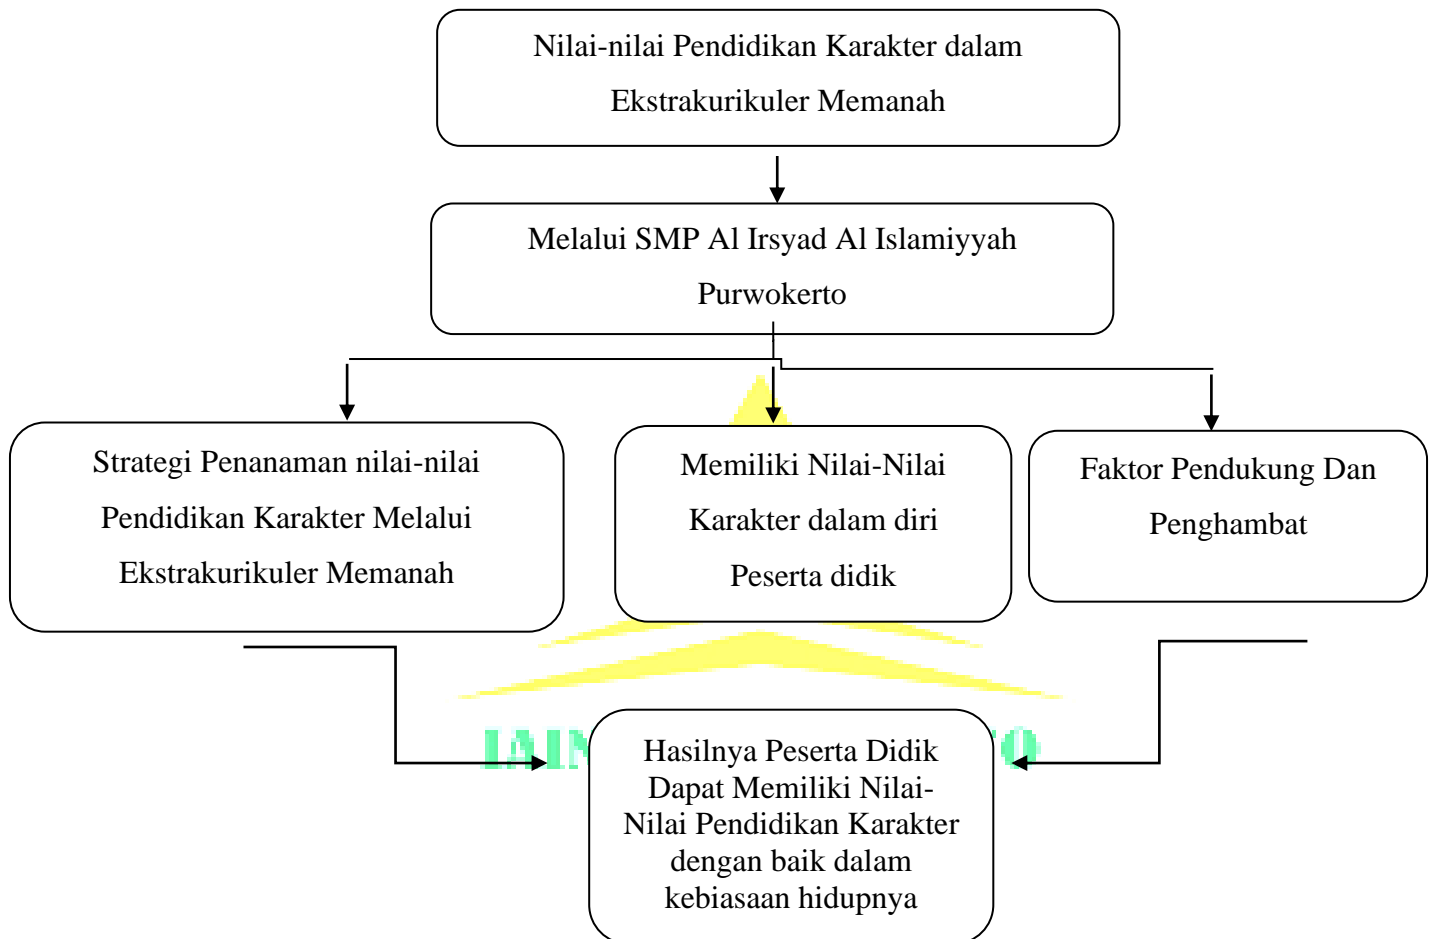 Nilai-nilai Pendidikan Karakter dalam
Ekstrakurikuler Memanah
Melalui SMP Al Irsyad Al Islamiyyah
Purwokerto
Strategi Penanaman nilai-nilai
Pendidikan Karakter Melalui
Ekstrakurikuler Memanah
Memiliki Nilai-Nilai
Karakter dalam diri
Peserta didik
Faktor Pendukung Dan
Penghambat
IAIN
Hasilnya Peserta Didik
Dapat Memiliki Nilai-
Nilai Pendidikan Karakter
dengan baik dalam
kebiasaan hidupnya